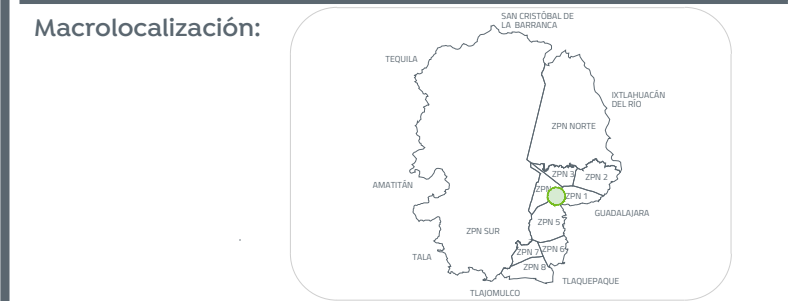 Macrolocalización:
SAN CRISTÓBAL DE
LA BARRANCA
TEQUILA
IXTLAHUACÁN
DEL RÍO
ZPN NORTE
ZPN 3
ZPN 2
AMATITÁN
ZPN
ZPN 1
GUADALAJARA
ZPN 5
ZPN SUR
ZPN 7
ZPN 6
TALA
ZPN 8
TLAQUEPAQUE
TLAJOMULCO